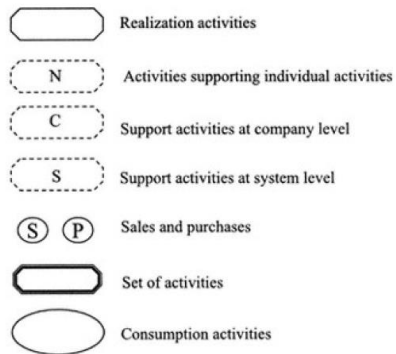 Realization activities
N Activities supporting individual activities
C Support activities at company level
S Support activities at system level
S P Sales and purchases
Set of activities
Consumption activities